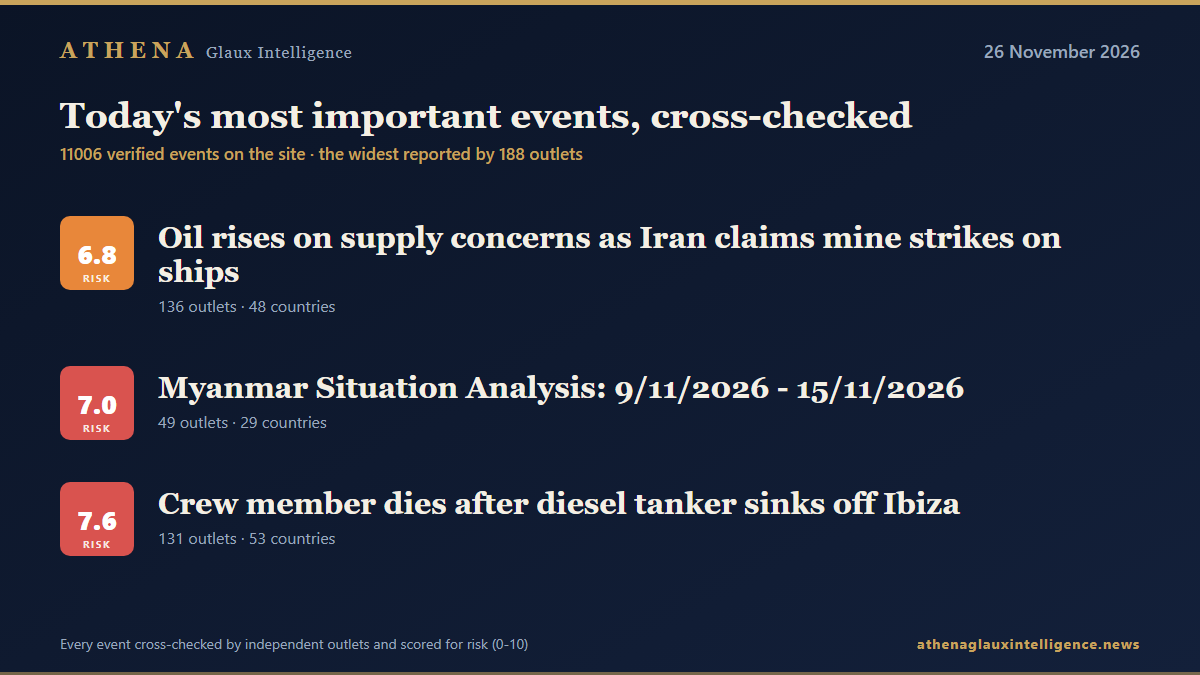 ATHENA Glaux Intelligence
26 November 2026
Today's most important events, cross-checked
11006 verified events on the site · the widest reported by 188 outlets
6.8
RISK
Oil rises on supply concerns as Iran claims mine strikes on
ships
136 outlets · 48 countries
7.0
RISK
Myanmar Situation Analysis: 9/11/2026 - 15/11/2026
49 outlets · 29 countries
7.6
RISK
Crew member dies after diesel tanker sinks off Ibiza
131 outlets · 53 countries
Every event cross-checked by independent outlets and scored for risk (0-10)
athenaglauxintelligence.news